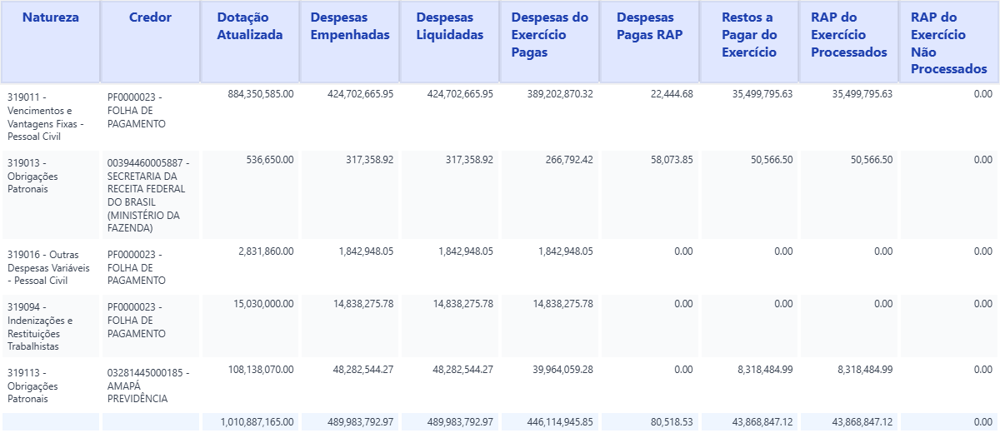 Natureza
Credor
Dotação
Atualizada
Despesas
Empenhadas
Despesas
Liquidadas
Despesas do
Exercício
Pagas
Despesas
Pagas RAP
Restos a
Pagar do
Exercício
RAP do
Exercício
Processados
RAP do
Exercício
Não
Processados
319011 -
Vencimentos e
Vantagens Fixas -
Pessoal Civil
PF0000023 -
FOLHA DE
PAGAMENTO
884,350,585.00
424,702,665.95
424,702,665.95
389,202,870.32
22,444.68
35,499,795.63
35,499,795.63
0.00
319013 -
Obrigações
Patronais
00394460005887 -
SECRETARIA DA
RECEITA FEDERAL
DO BRASIL
(MINISTÉRIO DA
FAZENDA)
536,650.00
317,358.92
317,358.92
266,792.42
58,073.85
50,566.50
50,566.50
0.00
319016 - Outras
Despesas Variáveis
- Pessoal Civil
PF0000023 -
FOLHA DE
PAGAMENTO
2,831,860.00
1,842,948.05
1,842,948.05
1,842,948.05
0.00
0.00
0.00
0.00
319094 -
Indenizações e
Restituições
Trabalhistas
PF0000023 -
FOLHA DE
PAGAMENTO
15,030,000.00
14,838,275.78
14,838,275.78
14,838,275.78
0.00
0.00
0.00
0.00
319113 -
Obrigações
Patronais
03281445000185 -
AMAPÁ
PREVIDÊNCIA
108,138,070.00
48,282,544.27
48,282,544.27
39,964,059.28
0.00
8,318,484.99
8,318,484.99
0.00
1,010,887,165.00
489,983,792.97
489,983,792.97
446,114,945.85
80,518.53
43,868,847.12
43,868,847.12
0.00